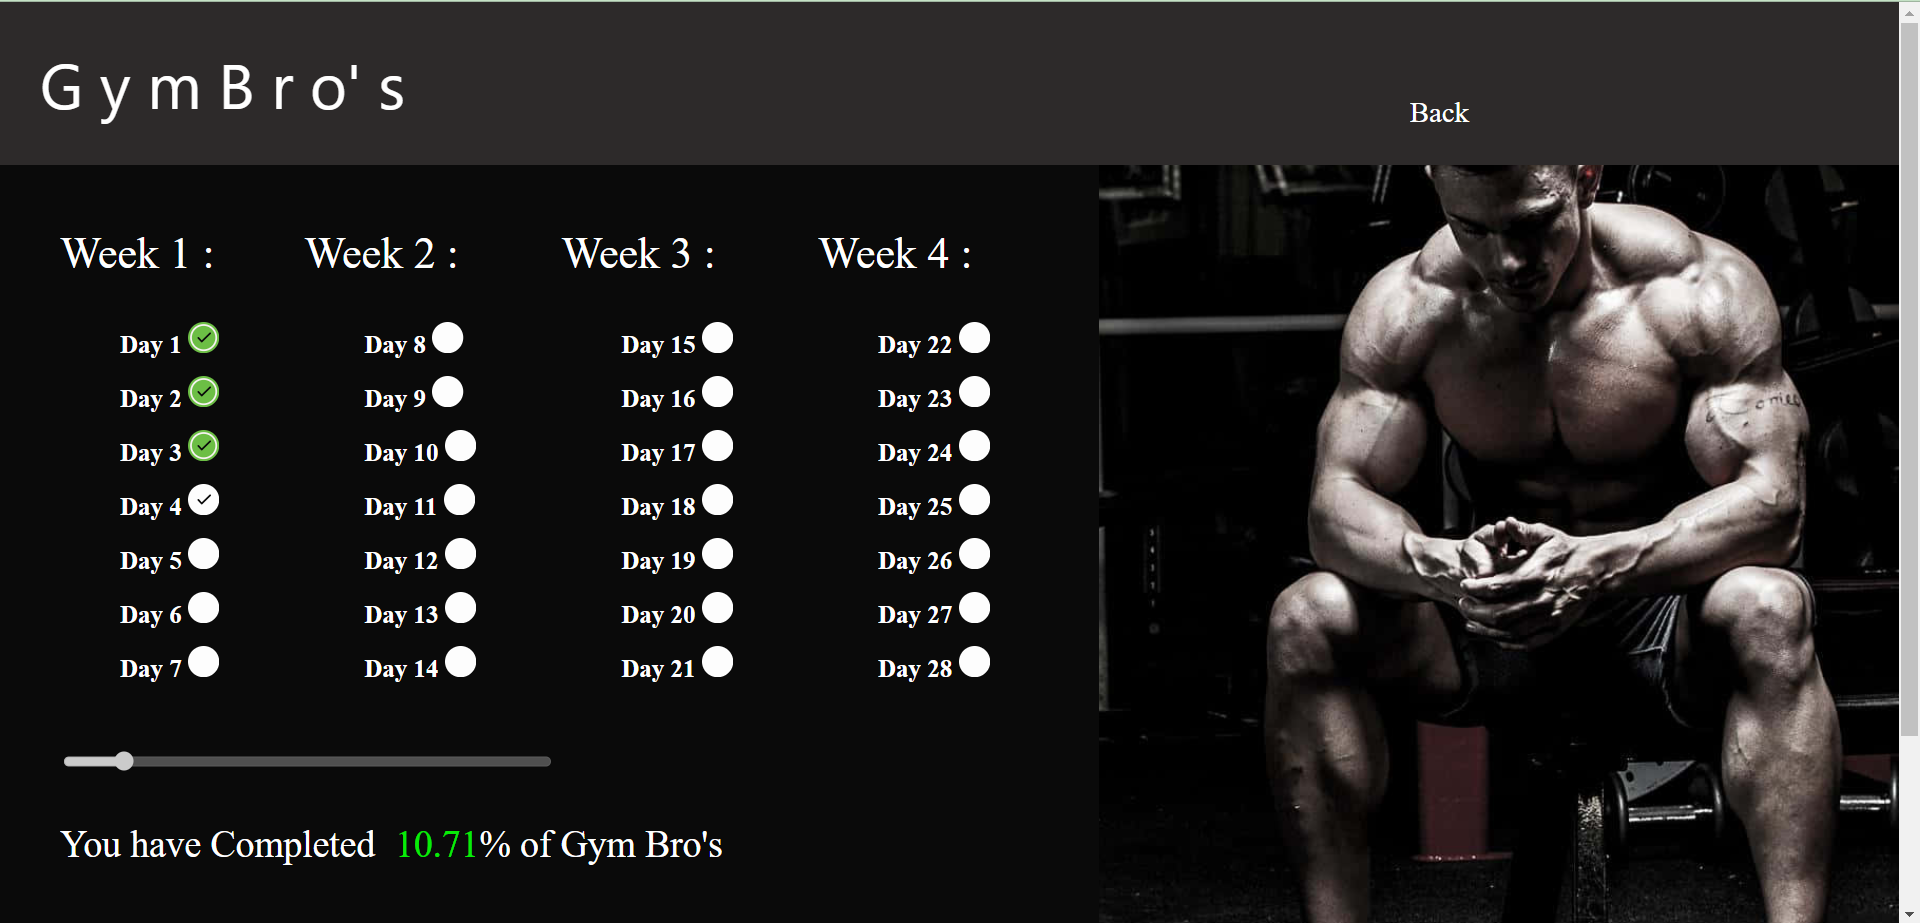 GymBro's
Back
Week 1 :
Day 1
Day 2
Day 3
Day 4
Day 5
Day 6
Day 7
Week 2 :
Day 8
Day 9
Day 10
Day 11
Day 12
Day 13
Day 14
Week 3 :
Day 15
Day 16
Day 17
Day 18
Day 19
Day 20
Day 21
Week 4 :
Day 22
Day 23
Day 24
Day 25
Day 26
Day 27
Day 28
You have Completed 10.71% of Gym Bro's